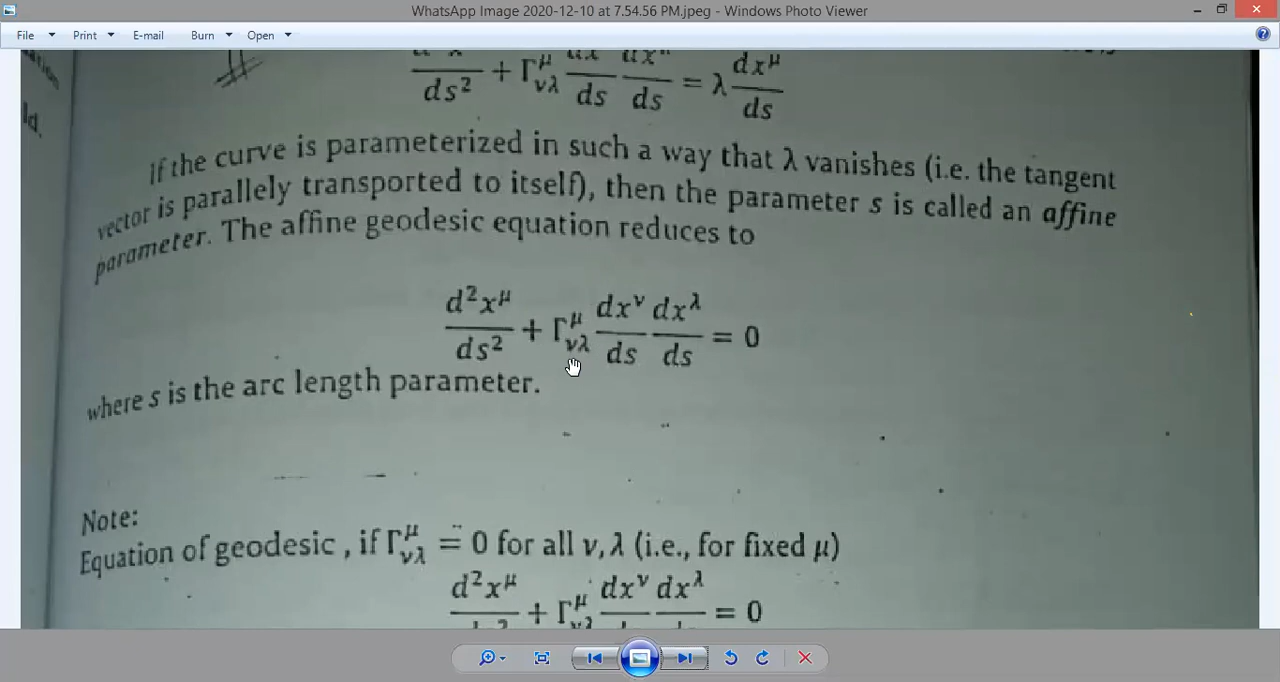 WhatsApp Image 2020-12-10 at 7.54.56 PM.jpeg - Windows Photo Viewer
File Print E-mail Burn Open
ds² + Γ^μ_νλ ds ds = λ dx^μ/ds
If the curve is parameterized in such a way that λ vanishes (i.e. the tangent
vector is parallely transported to itself), then the parameter s is called an affine
parameter. The affine geodesic equation reduces to
d²x^μ/ds² + Γ^μ_νλ dx^ν/ds dx^λ/ds = 0
where s is the arc length parameter.
Note:
Equation of geodesic , if Γ^μ_νλ = 0 for all ν, λ (i.e., for fixed μ)
d²x^μ + Γ^μ_νλ dx^ν dx^λ = 0